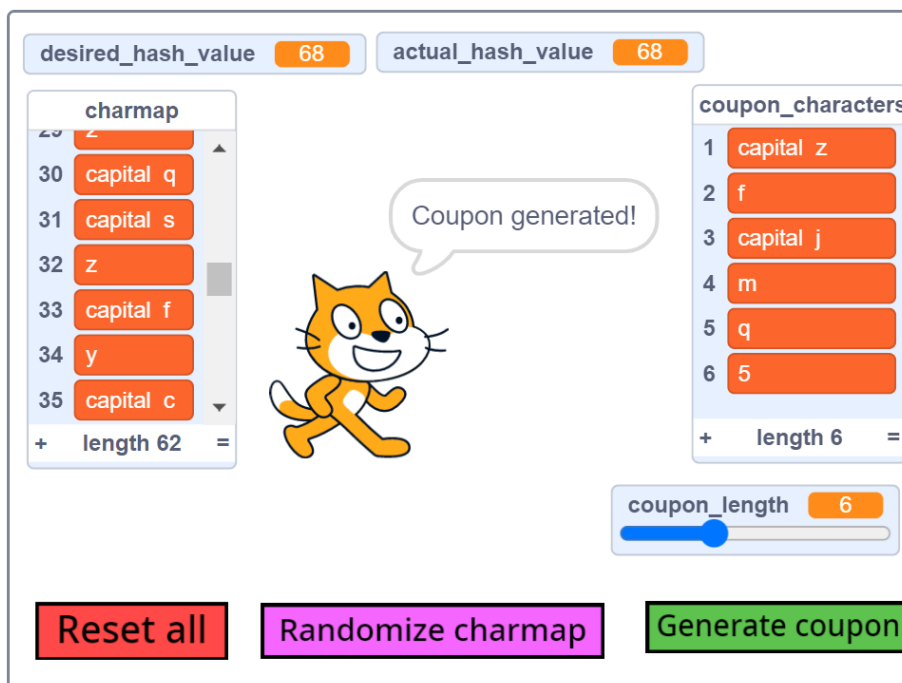 desired_hash_value 68
actual_hash_value 68
charmap
30 capital q
31 capital s
32 z
33 capital f
34 y
35 capital c
+ length 62 =
Coupon generated!
coupon_characters
1 capital z
2 f
3 capital j
4 m
5 q
6 5
+ length 6 =
coupon_length 6
Reset all
Randomize charmap
Generate coupon